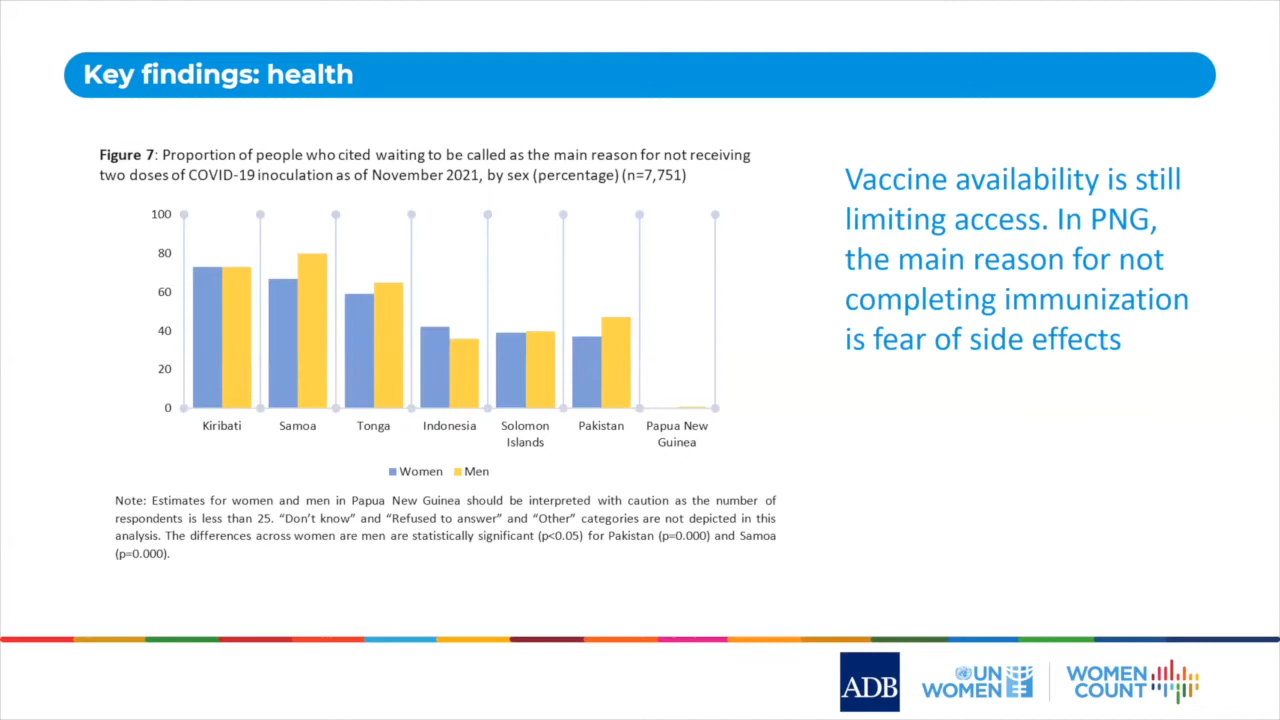 Key findings: health
Figure 7: Proportion of people who cited waiting to be called as the main reason for not receiving
two doses of COVID-19 inoculation as of November 2021, by sex (percentage) (n=7,751)
100
80
60
40
20
0
Kiribati
Samoa
Tonga
Indonesia
Solomon
Islands
Pakistan
Papua New
Guinea
Women
Men
Note: Estimates for women and men in Papua New Guinea should be interpreted with caution as the number of
respondents is less than 25. “Don’t know” and “Refused to answer” and “Other” categories are not depicted in this
analysis. The differences across women are men are statistically significant (p<0.05) for Pakistan (p=0.000) and Samoa
(p=0.000).
Vaccine availability is still
limiting access. In PNG,
the main reason for not
completing immunization
is fear of side effects
ADB
UN
WOMEN
WOMEN
COUNT